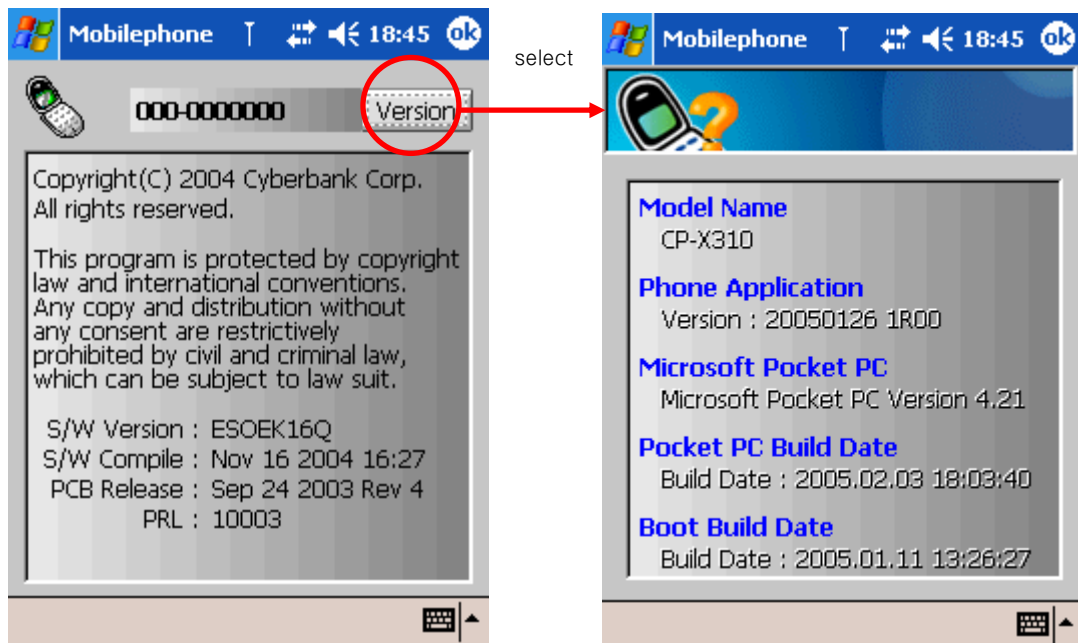 Mobilephone 18:45 ok
000-0000000 Version
Copyright(C) 2004 Cyberbank Corp.
All rights reserved.
This program is protected by copyright
law and international conventions.
Any copy and distribution without
any consent are restrictively
prohibited by civil and criminal law,
which can be subject to law suit.
S/W Version : ESOEK16Q
S/W Compile : Nov 16 2004 16:27
PCB Release : Sep 24 2003 Rev 4
PRL : 10003
select
Mobilephone 18:45 ok
Model Name
CP-X310
Phone Application
Version : 20050126 1R00
Microsoft Pocket PC
Microsoft Pocket PC Version 4.21
Pocket PC Build Date
Build Date : 2005.02.03 18:03:40
Boot Build Date
Build Date : 2005.01.11 13:26:27